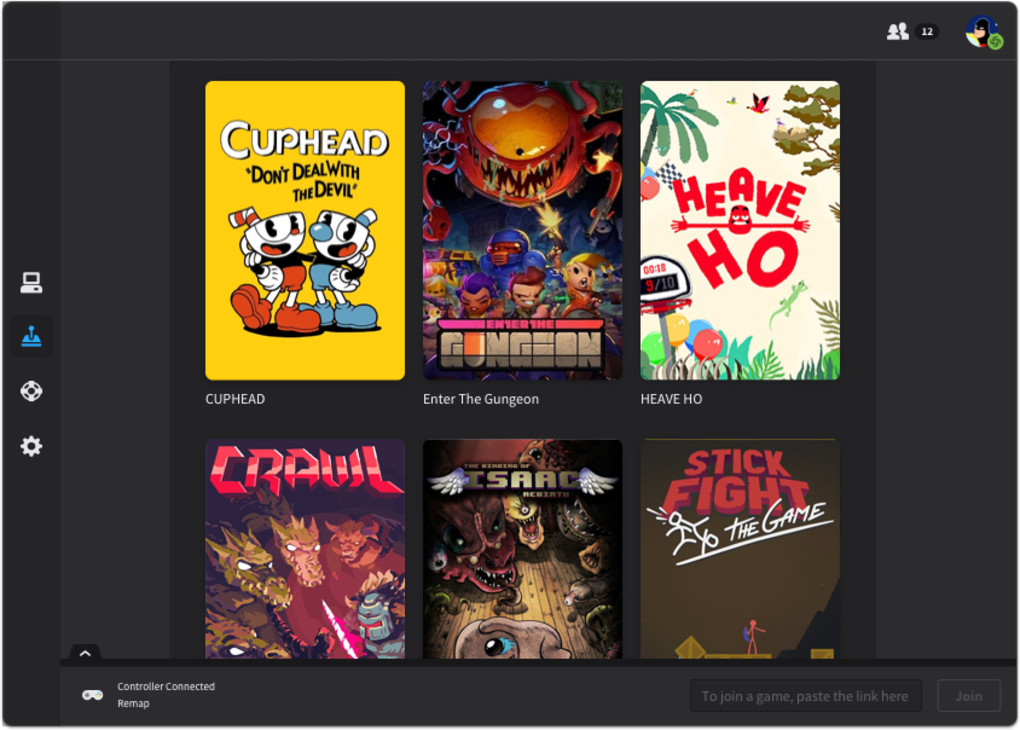 12
CUPHEAD
"DON'T DEAL WITH
THE DEVIL"
HEAVE
HO
00:18
9/10
ENTER THE
GUNGEON
CUPHEAD
Enter The Gungeon
HEAVE HO
CRAWL
THE BINDING OF
ISAAC
REBIRTH
STICK
FIGHT
THE GAME
Controller Connected
Remap
To join a game, paste the link here
Join